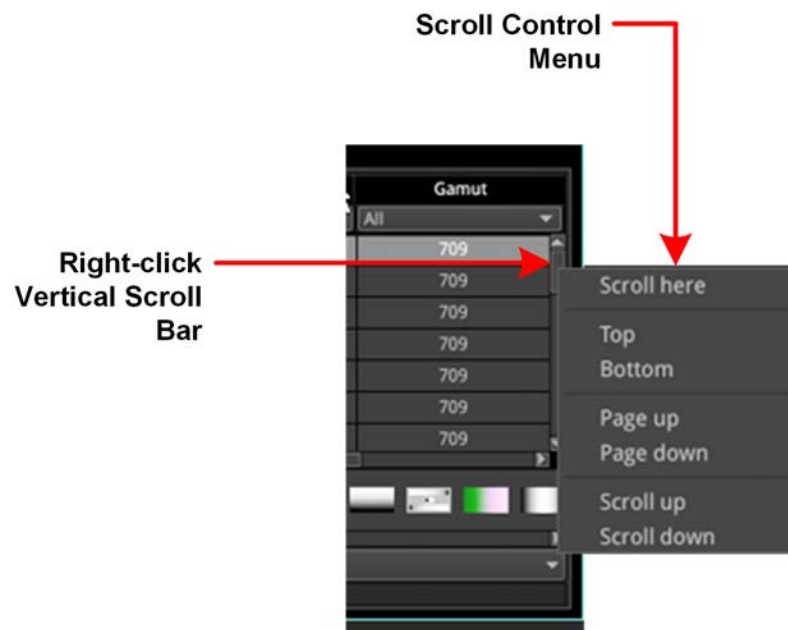 Scroll Control
Menu
Gamut
All
709
709
709
709
709
709
709
Right-click
Vertical Scroll
Bar
Scroll here
Top
Bottom
Page up
Page down
Scroll up
Scroll down